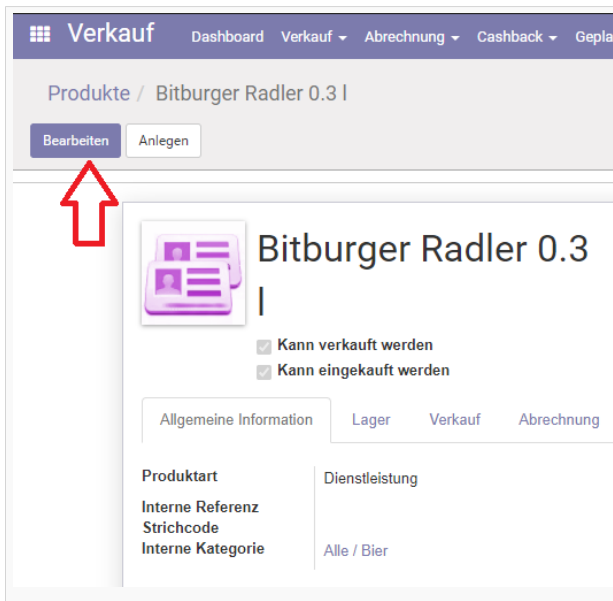 Verkauf Dashboard Verkauf Abrechnung Cashback Gepla
Produkte / Bitburger Radler 0.3 l
Bearbeiten Anlegen
Bitburger Radler 0.3
l
Kann verkauft werden
Kann eingekauft werden
Allgemeine Information Lager Verkauf Abrechnung
Produktart Dienstleistung
Interne Referenz
Strichcode
Interne Kategorie Alle / Bier